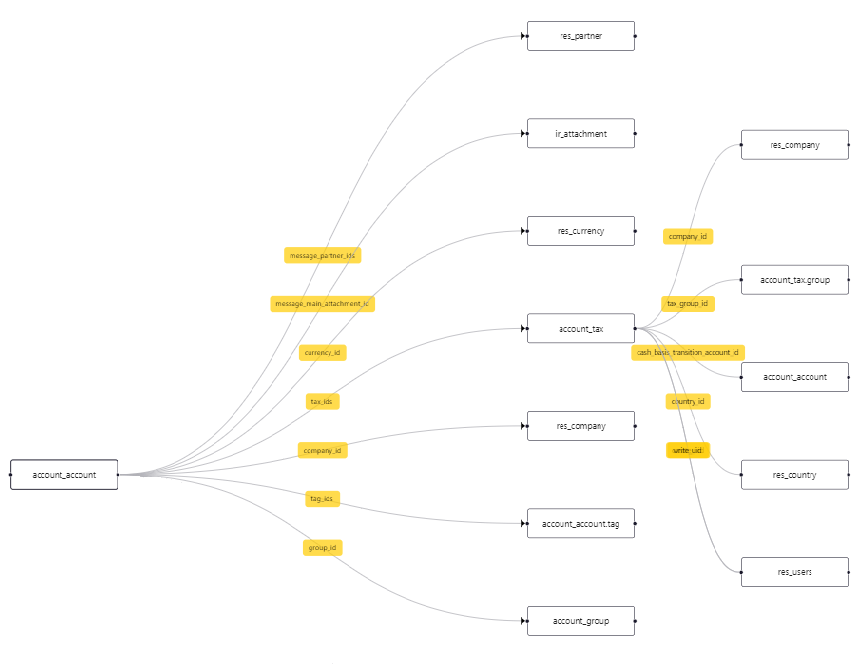 res_partner
ir_attachment
res_company
res_currency
company_id
message_partner_ids
account_tax.group
message_main_attachment_id
tax_group_id
account_tax
currency_id
cash_basis_transition_account_id
account_account
tax_ids
country_id
res_company
company_id
write_uid
account_account
res_country
tag_ids
account_account.tag
group_id
res_users
account_group